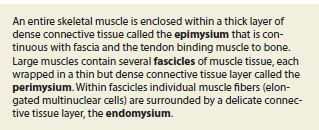 An entire skeletal muscle is enclosed within a thick layer of
dense connective tissue called the epimysium that is con-
tinuous with fascia and the tendon binding muscle to bone.
Large muscles contain several fascicles of muscle tissue, each
wrapped in a thin but dense connective tissue layer called the
perimysium. Within fascicles individual muscle fibers (elon-
gated multinuclear cells) are surrounded by a delicate connec-
tive tissue layer, the endomysium.